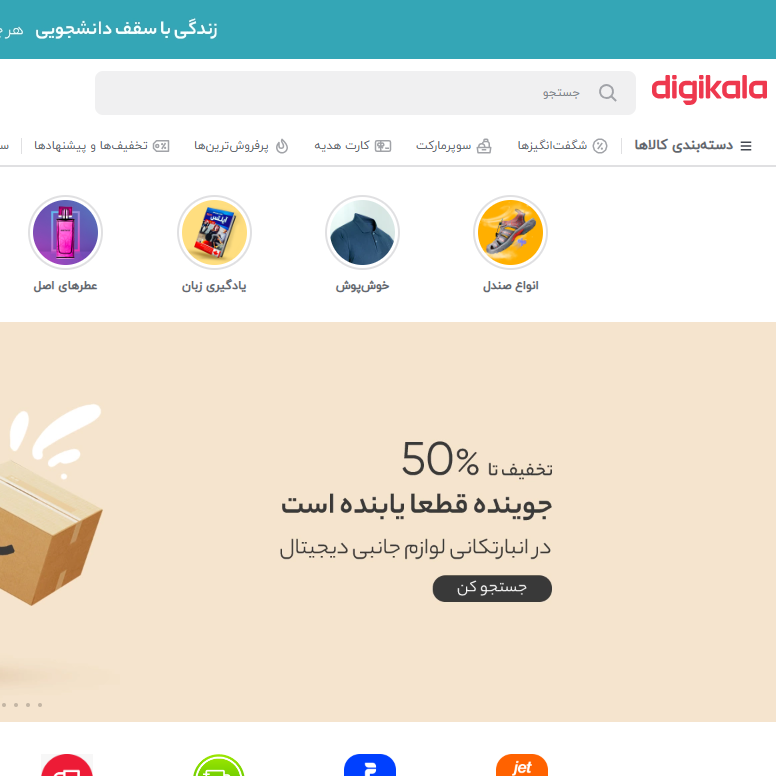 زندگی با سقف دانشجویی
digikala
جستجو
دسته‌بندی کالاها
شگفت‌انگیزها
سوپرمارکت
کارت هدیه
پرفروش‌ترین‌ها
تخفیف‌ها و پیشنهادها
انواع صندل
خوش‌پوش
یادگیری زبان
عطرهای اصل
تخفیف تا 50%
جوینده قطعا یابنده است
در انبارتکانی لوازم جانبی دیجیتال
جستجو کن
jet